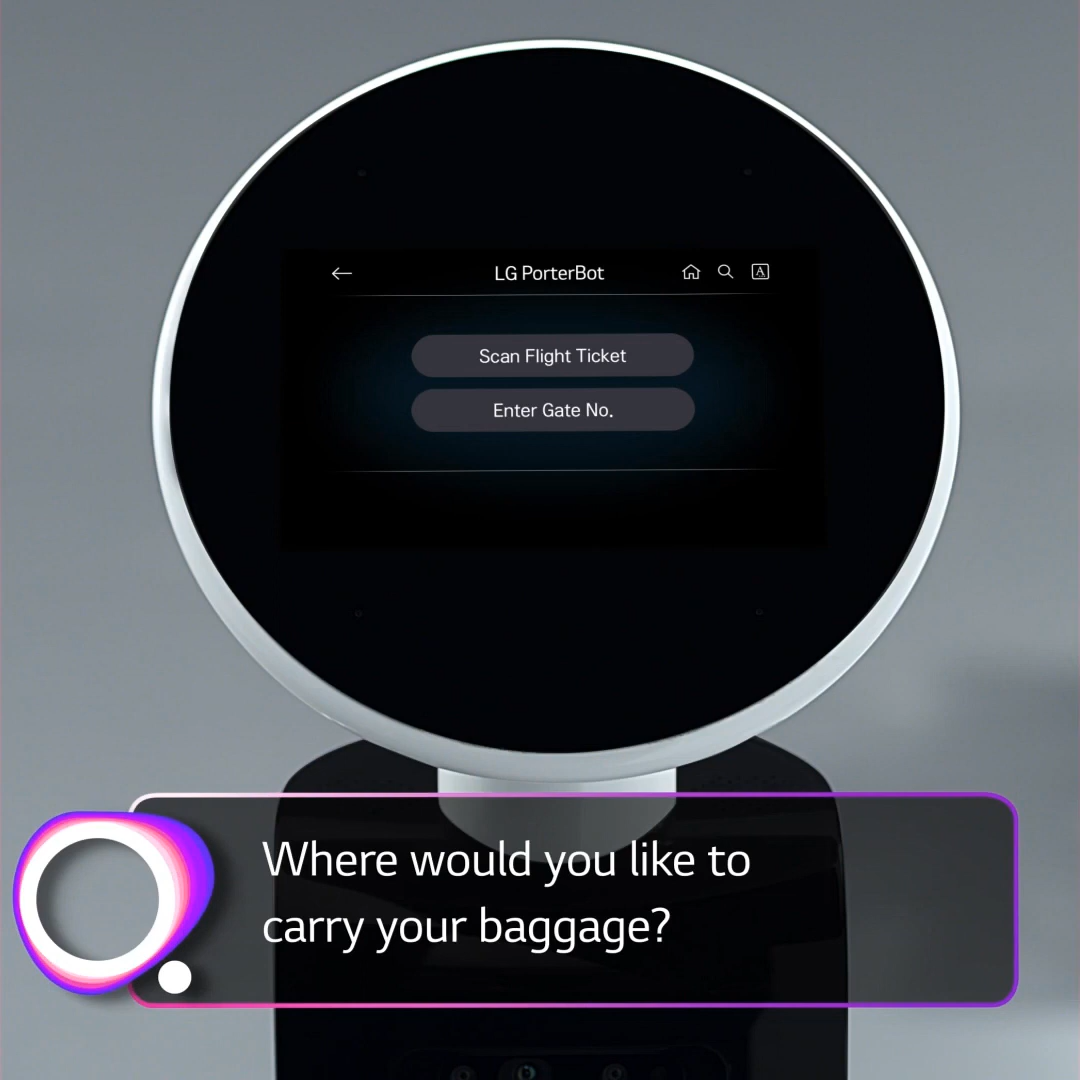 LG PorterBot
A
Scan Flight Ticket
Enter Gate No.
Where would you like to
carry your baggage?